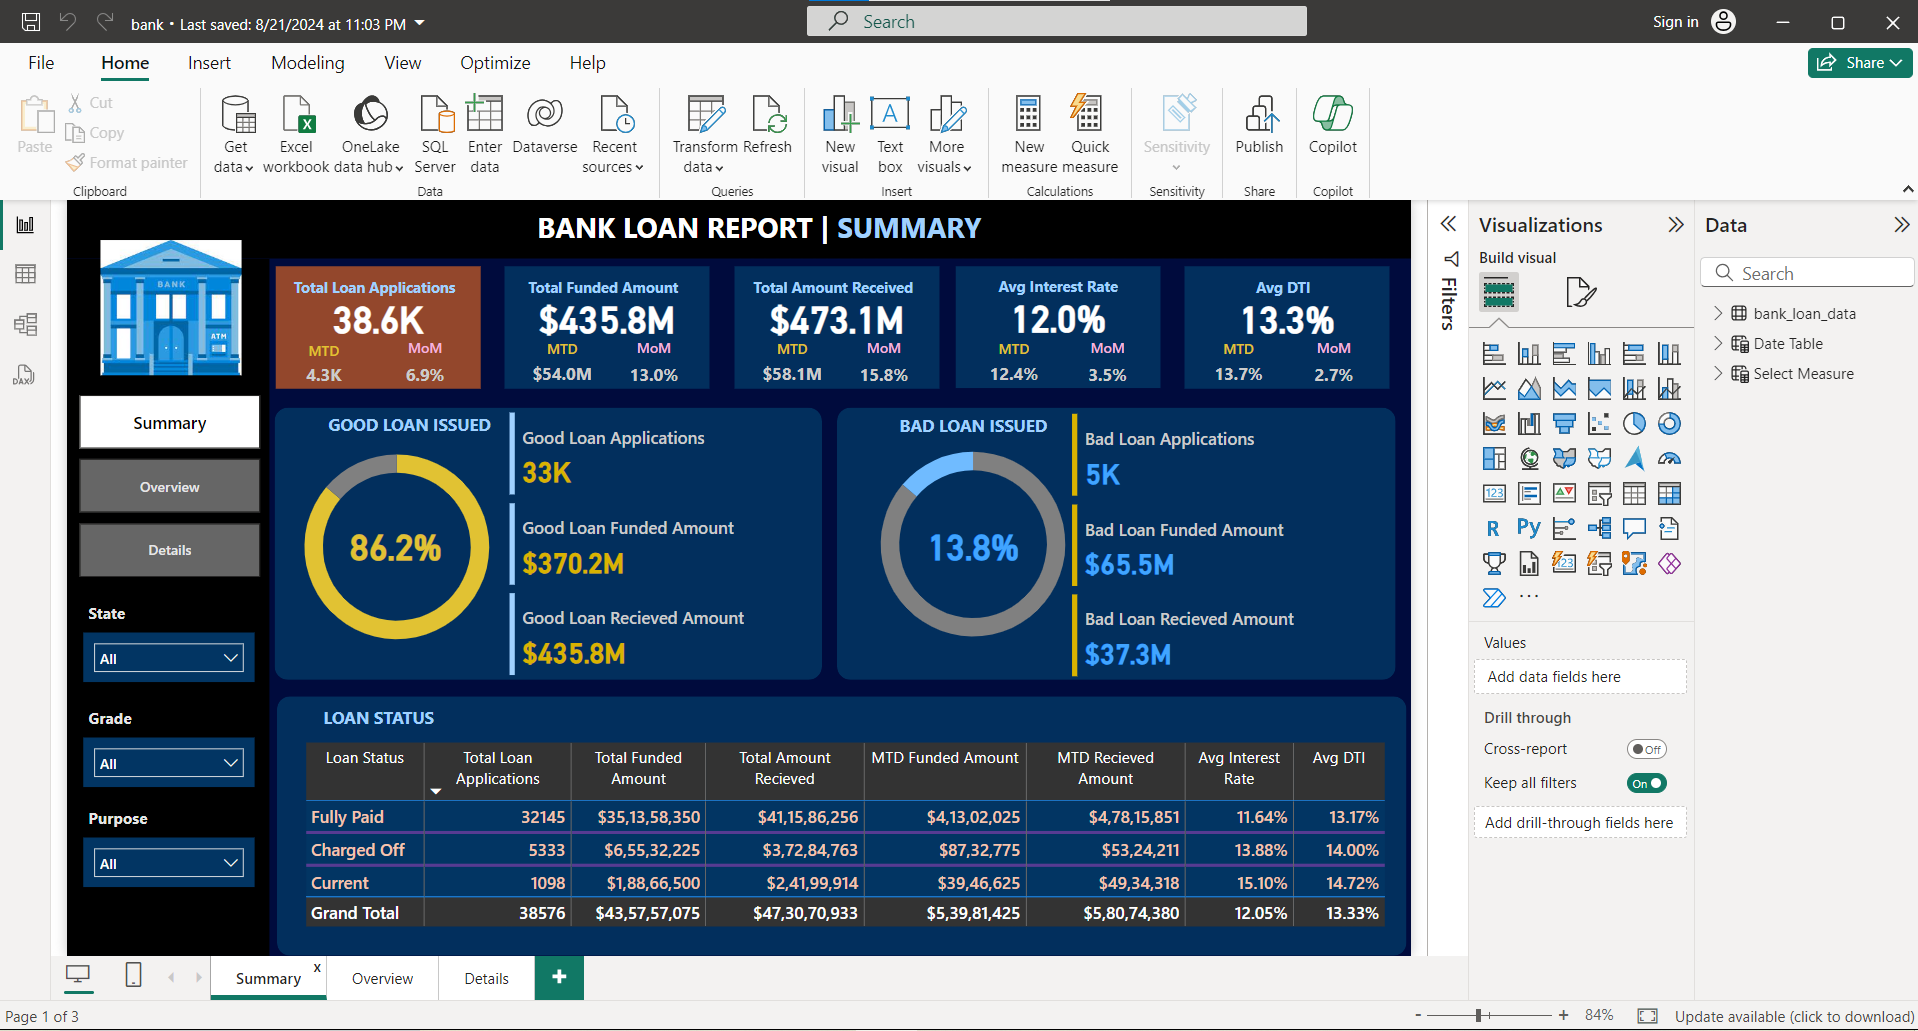 bank • Last saved: 8/21/2024 at 11:03 PM
Search
Sign in
File Home Insert Modeling View Optimize Help
Share
Paste
Cut
Copy
Format painter
Clipboard
Get data
Excel workbook
OneLake data hub
SQL Server
Enter data
Dataverse
Recent sources
Data
Transform data
Refresh
Queries
New visual
Text box
More visuals
Insert
New measure
Quick measure
Calculations
Sensitivity
Sensitivity
Publish
Share
Copilot
Copilot
BANK LOAN REPORT | SUMMARY
BANK
ATM
Summary
Overview
Details
State
All
Grade
All
Purpose
All
Total Loan Applications
38.6K
MTD MoM
4.3K 6.9%
Total Funded Amount
$435.8M
MTD MoM
$54.0M 13.0%
Total Amount Received
$473.1M
MTD MoM
$58.1M 15.8%
Avg Interest Rate
12.0%
MTD MoM
12.4% 3.5%
Avg DTI
13.3%
MTD MoM
13.7% 2.7%
GOOD LOAN ISSUED
86.2%
Good Loan Applications
33K
Good Loan Funded Amount
$370.2M
Good Loan Recieved Amount
$435.8M
BAD LOAN ISSUED
13.8%
Bad Loan Applications
5K
Bad Loan Funded Amount
$65.5M
Bad Loan Recieved Amount
$37.3M
LOAN STATUS
Loan Status Total Loan Applications Total Funded Amount Total Amount Recieved MTD Funded Amount MTD Recieved Amount Avg Interest Rate Avg DTI
Fully Paid 32145 $35,13,58,350 $41,15,86,256 $4,13,02,025 $4,78,15,851 11.64% 13.17%
Charged Off 5333 $6,55,32,225 $3,72,84,763 $87,32,775 $53,24,211 13.88% 14.00%
Current 1098 $1,88,66,500 $2,41,99,914 $39,46,625 $49,34,318 15.10% 14.72%
Grand Total 38576 $43,57,57,075 $47,30,70,933 $5,39,81,425 $5,80,74,380 12.05% 13.33%
Filters
Visualizations
Build visual
123
R
Py
123
...
Values
Add data fields here
Drill through
Cross-report Off
Keep all filters On
Add drill-through fields here
Data
Search
bank_loan_data
Date Table
Select Measure
DAX
Summary x
Overview
Details
+
Page 1 of 3
- + 84%
Update available (click to download)